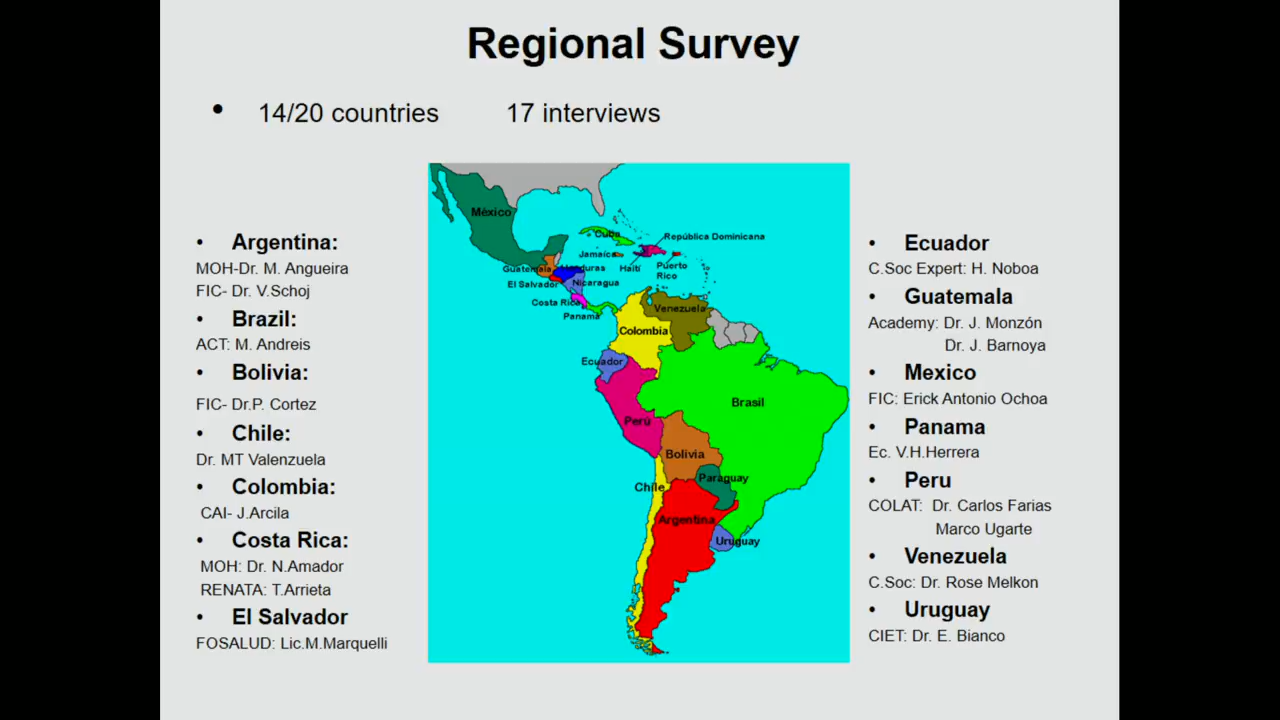 Regional Survey
• 14/20 countries 17 interviews
• Argentina:
MOH-Dr. M. Angueira
FIC- Dr. V.Schoj
• Brazil:
ACT: M. Andreis
• Bolivia:
FIC- Dr.P. Cortez
• Chile:
Dr. MT Valenzuela
• Colombia:
CAI- J.Arcila
• Costa Rica:
MOH: Dr. N.Amador
RENATA: T.Arrieta
• El Salvador
FOSALUD: Lic.M.Marquelli
México
Cuba
República Dominicana
Jamaica
Haití
Puerto
Rico
Guatemala
Honduras
El Salvador
Nicaragua
Costa Rica
Panama
Venezuela
Colombia
Ecuador
Brasil
Perú
Bolivia
Paraguay
Chile
Argentina
Uruguay
• Ecuador
C.Soc Expert: H. Noboa
• Guatemala
Academy: Dr. J. Monzón
Dr. J. Barnoya
• Mexico
FIC: Erick Antonio Ochoa
• Panama
Ec. V.H.Herrera
• Peru
COLAT: Dr. Carlos Farias
Marco Ugarte
• Venezuela
C.Soc: Dr. Rose Melkon
• Uruguay
CIET: Dr. E. Bianco